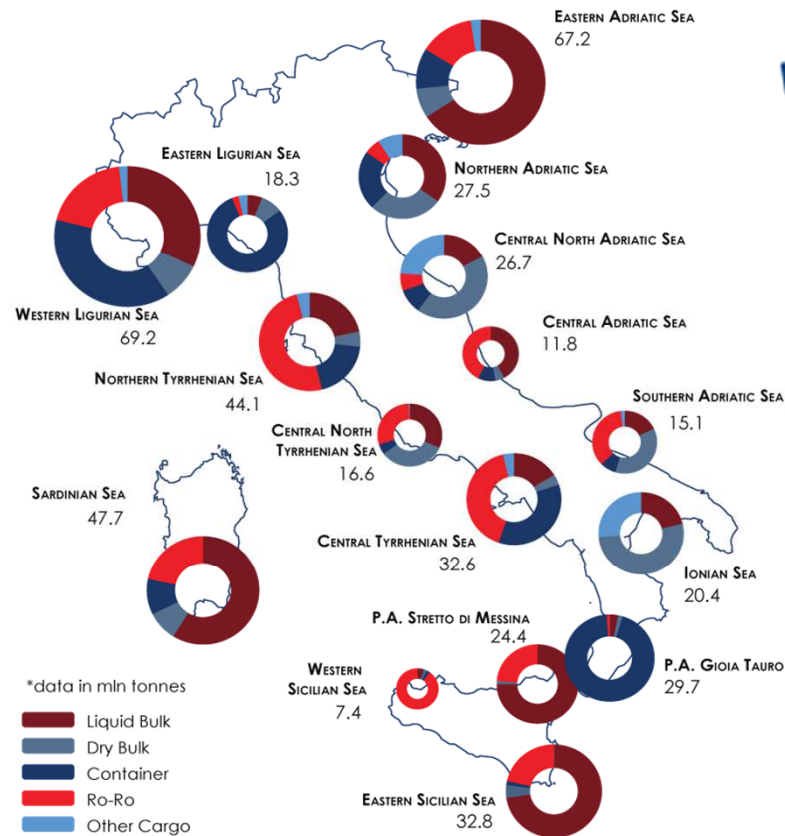 Eastern Adriatic Sea
67.2
Eastern Ligurian Sea
18.3
Northern Adriatic Sea
27.5
Central North Adriatic Sea
26.7
Western Ligurian Sea
69.2
Central Adriatic Sea
11.8
Northern Tyrrhenian Sea
44.1
Southern Adriatic Sea
15.1
Central North
Tyrrhenian Sea
16.6
Sardinian Sea
47.7
Central Tyrrhenian Sea
32.6
Ionian Sea
20.4
P.A. Stretto di Messina
24.4
Western
Sicilian Sea
7.4
P.A. Gioia Tauro
29.7
*data in mln tonnes
Liquid Bulk
Dry Bulk
Container
Ro-Ro
Other Cargo
Eastern Sicilian Sea
32.8